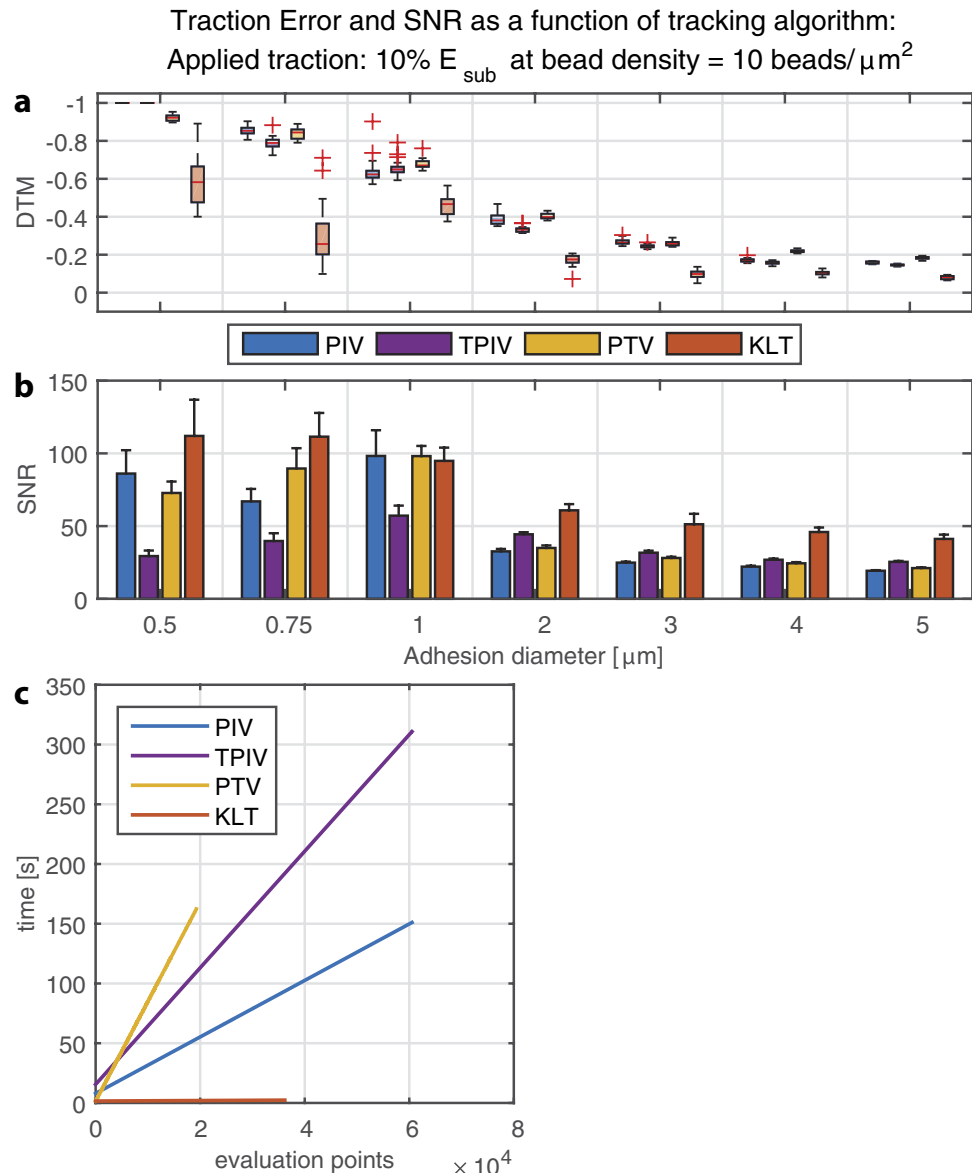 Traction Error and SNR as a function of tracking algorithm:
Applied traction: 10% E sub at bead density = 10 beads/μm²
a
-1
-0.8
-0.6
-0.4
-0.2
0
DTM
PIV TPIV PTV KLT
b
150
100
50
0
SNR
0.5 0.75 1 2 3 4 5
Adhesion diameter [μm]
c
350
300
250
200
150
100
50
0
time [s]
PIV
TPIV
PTV
KLT
0 2 4 6 8
evaluation points
× 10⁴